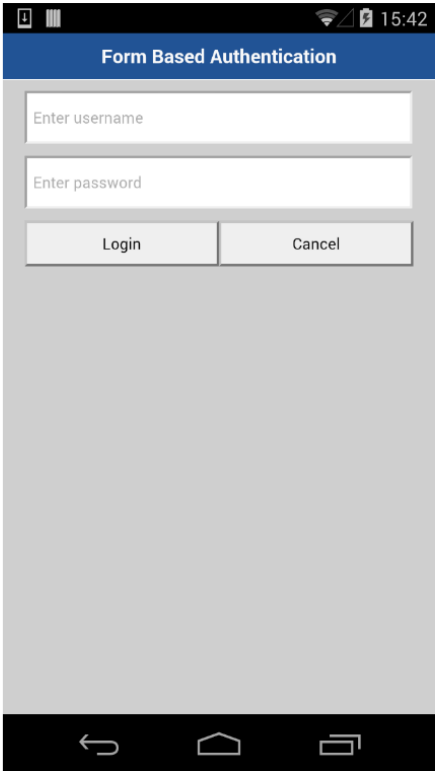 15:42
Form Based Authentication
Enter username
Enter password
Login Cancel